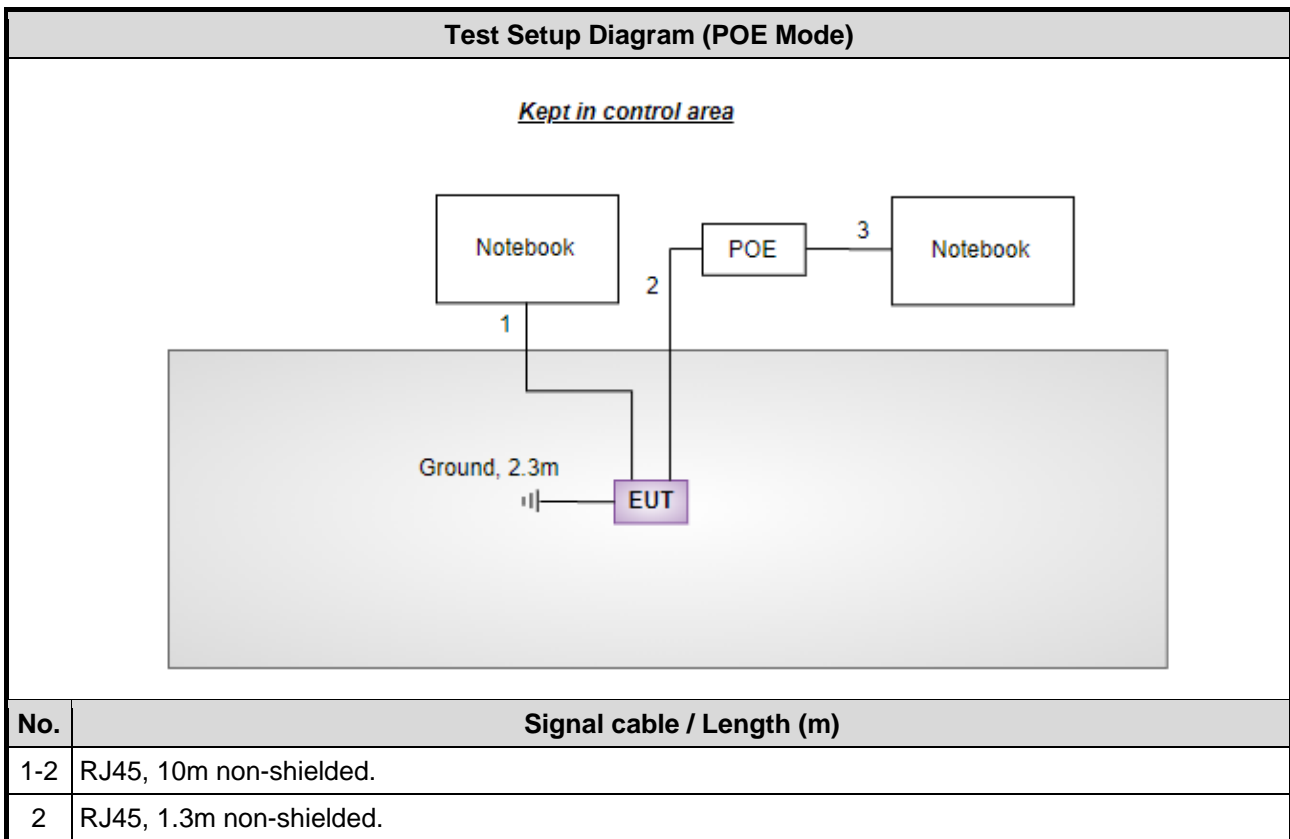 Test Setup Diagram (POE Mode)
Kept in control area
Notebook
POE
3
Notebook
2
1
Ground, 2.3m
EUT
No. Signal cable / Length (m)
1-2 RJ45, 10m non-shielded.
2 RJ45, 1.3m non-shielded.